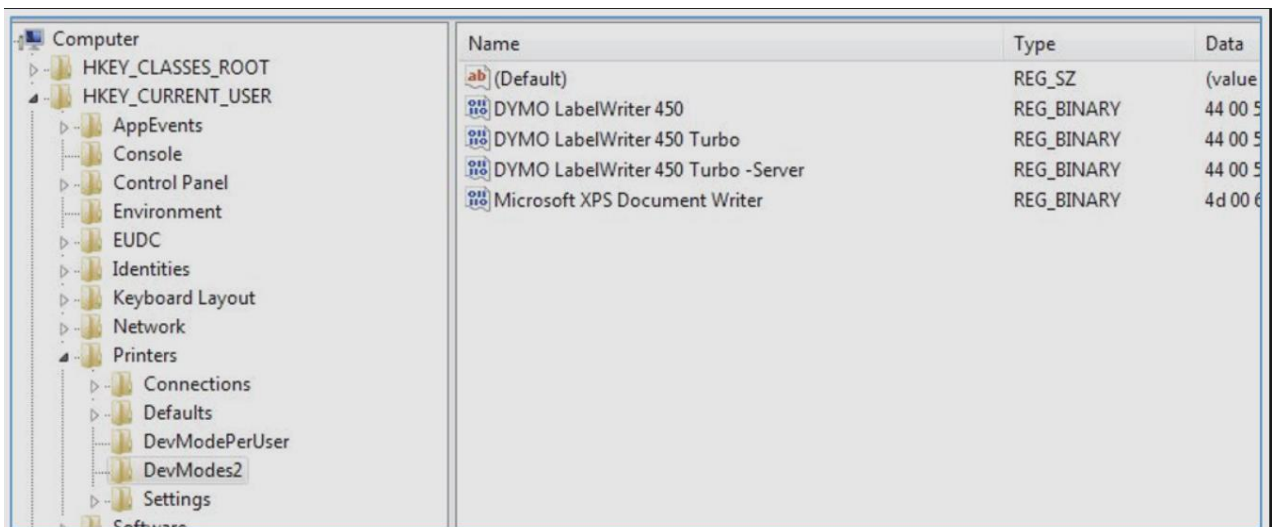 Computer
HKEY_CLASSES_ROOT
HKEY_CURRENT_USER
AppEvents
Console
Control Panel
Environment
EUDC
Identities
Keyboard Layout
Network
Printers
Connections
Defaults
DevModePerUser
DevModes2
Settings
Software
Name Type Data
ab (Default) REG_SZ (value
DYMO LabelWriter 450 REG_BINARY 44 00 5
DYMO LabelWriter 450 Turbo REG_BINARY 44 00 5
DYMO LabelWriter 450 Turbo -Server REG_BINARY 44 00 5
Microsoft XPS Document Writer REG_BINARY 4d 00 6